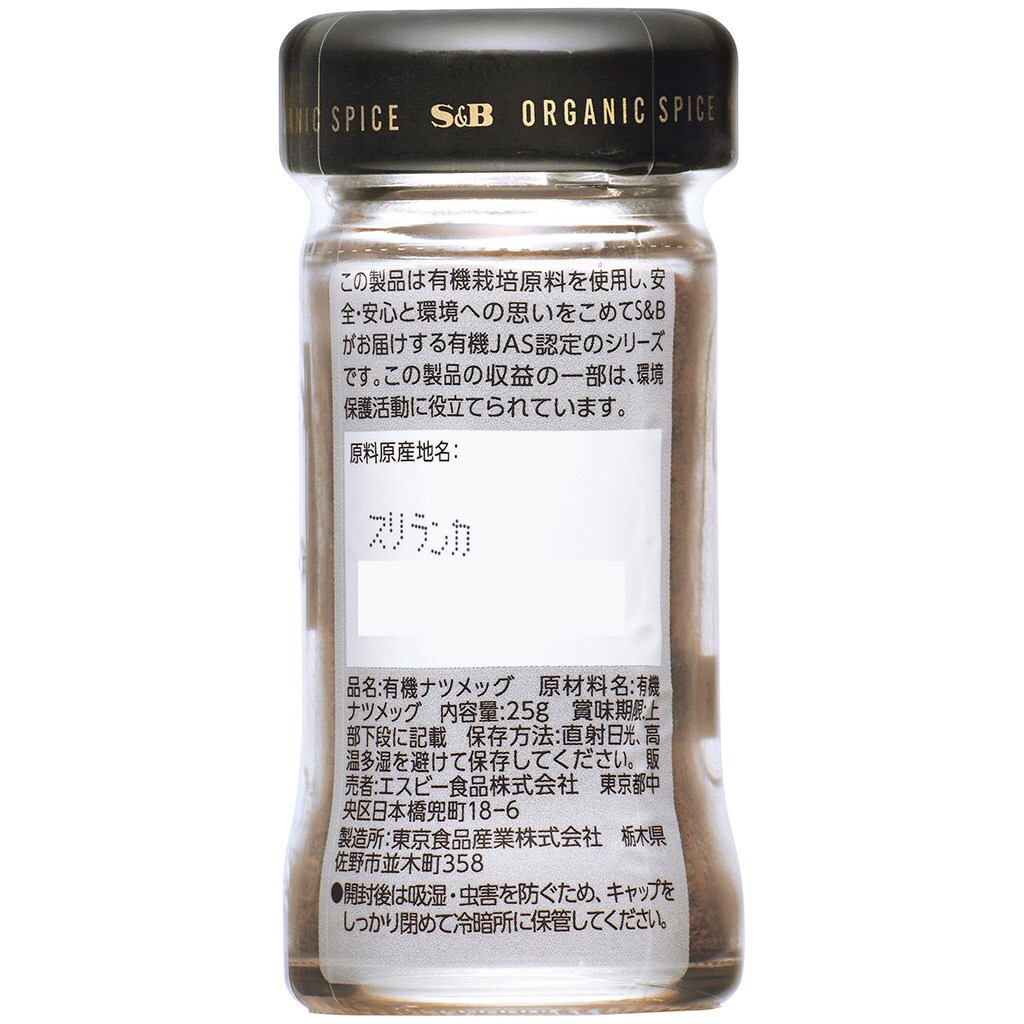 SPICE S&B ORGANIC SPICE
この製品は有機栽培原料を使用し、安
全・安心と環境への思いをこめてS&B
がお届けする有機JAS認定のシリーズ
です。この製品の収益の一部は、環境
保護活動に役立てられています。
原料原産地名:
スリランカ
品名:有機ナツメッグ 原材料名:有機
ナツメッグ 内容量:25g 賞味期限:上
部下段に記載 保存方法:直射日光、高
温多湿を避けて保存してください。 販
売者:エスビー食品株式会社 東京都中
央区日本橋兜町18-6
製造所:東京食品産業株式会社 栃木県
佐野市並木町358
●開封後は吸湿・虫害を防ぐため、キャップを
しっかり閉めて冷暗所に保管してください。